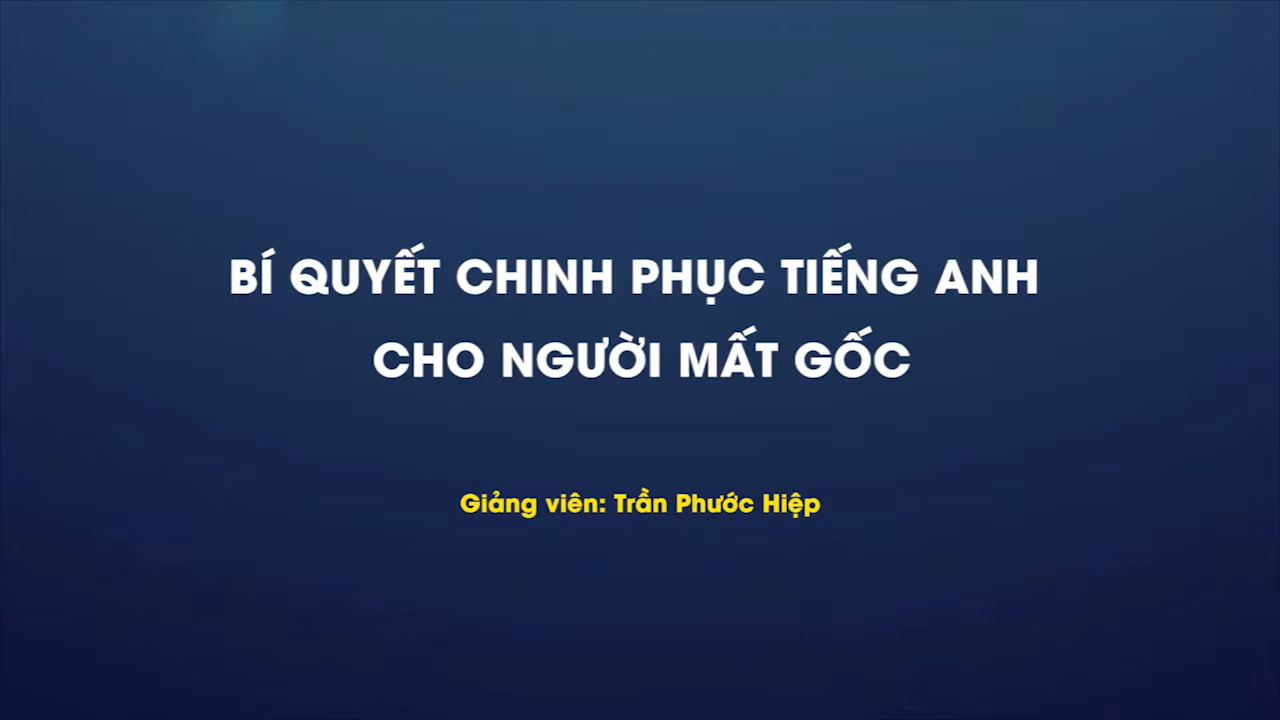 BÍ QUYẾT CHINH PHỤC TIẾNG ANH
CHO NGƯỜI MẤT GỐC
Giảng viên: Trần Phước Hiệp